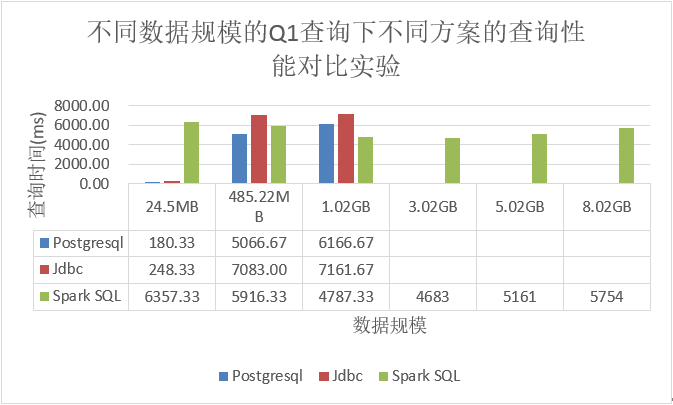 不同数据规模的Q1查询下不同方案的查询性
能对比实验
查询时间(ms)
8000.00
6000.00
4000.00
2000.00
0.00
24.5MB 485.22M
B 1.02GB 3.02GB 5.02GB 8.02GB
Postgresql 180.33 5066.67 6166.67
Jdbc 248.33 7083.00 7161.67
Spark SQL 6357.33 5916.33 4787.33 4683 5161 5754
数据规模
Postgresql Jdbc Spark SQL